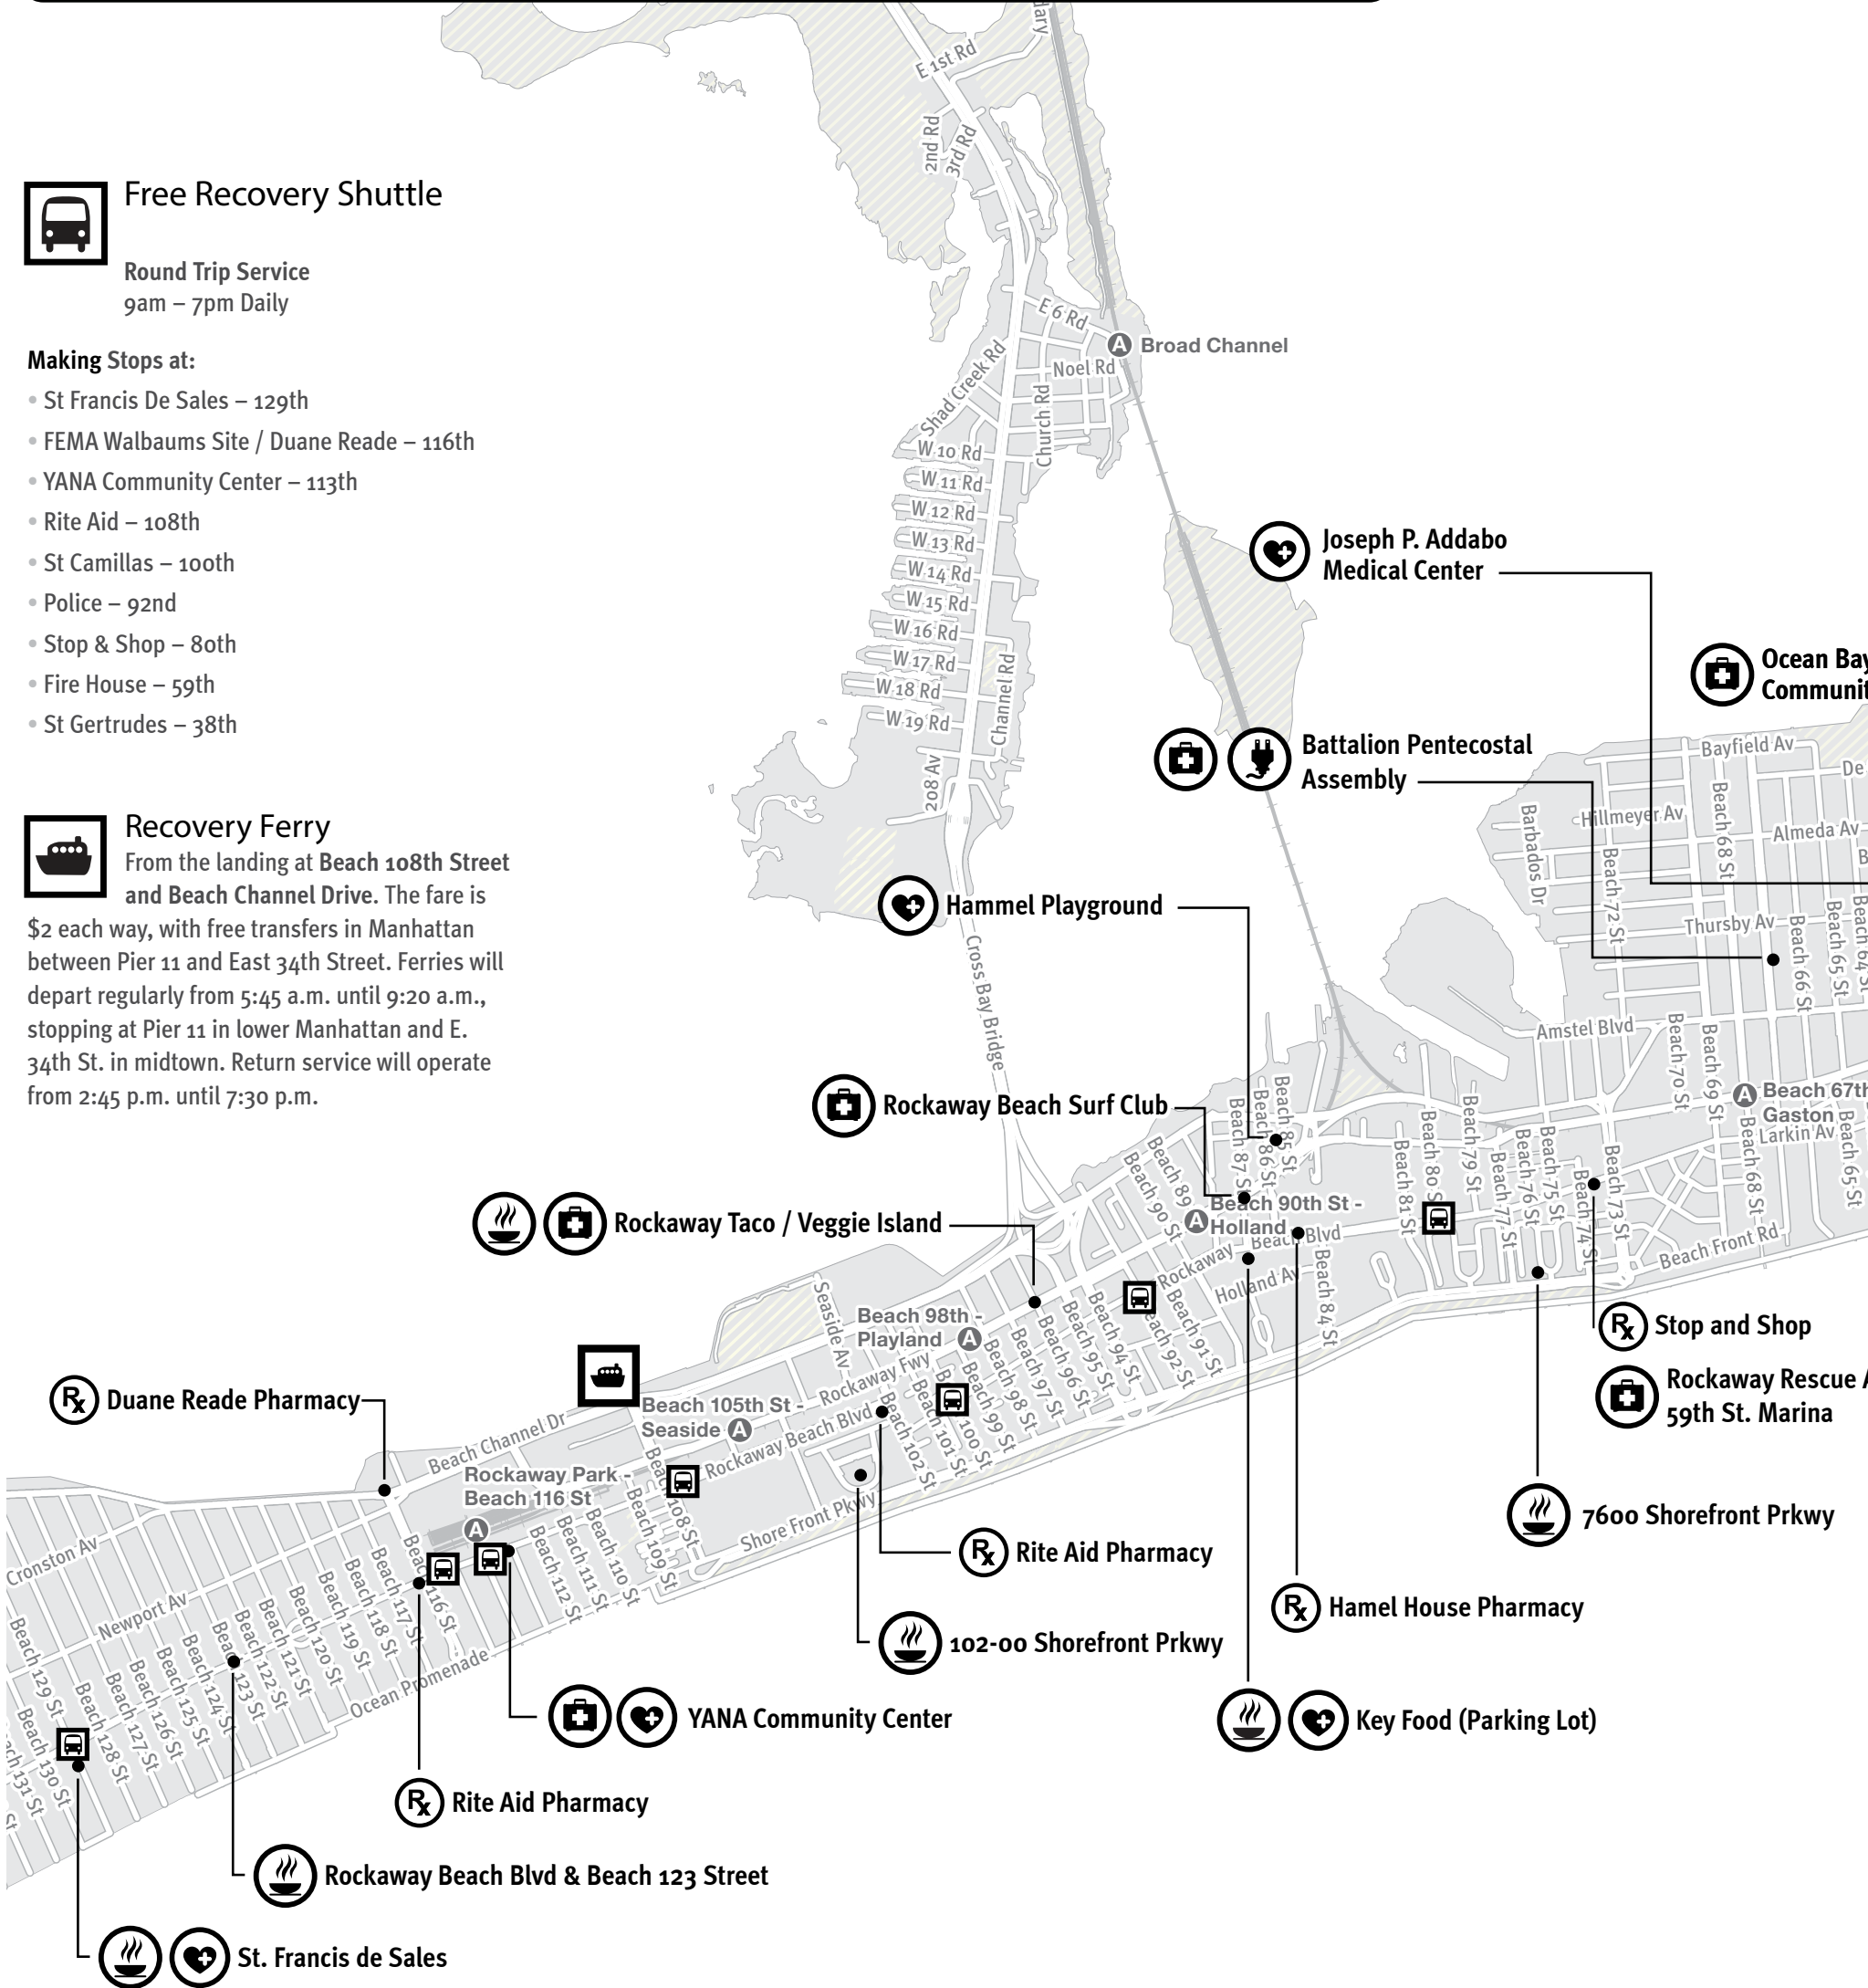 Free Recovery Shuttle
Round Trip Service
9am – 7pm Daily
Making Stops at:
• St Francis De Sales – 129th
• FEMA Walbaums Site / Duane Reade – 116th
• YANA Community Center – 113th
• Rite Aid – 108th
• St Camillas – 100th
• Police – 92nd
• Stop & Shop – 80th
• Fire House – 59th
• St Gertrudes – 38th
Recovery Ferry
From the landing at Beach 108th Street
and Beach Channel Drive. The fare is
$2 each way, with free transfers in Manhattan
between Pier 11 and East 34th Street. Ferries will
depart regularly from 5:45 a.m. until 9:20 a.m.,
stopping at Pier 11 in lower Manhattan and E.
34th St. in midtown. Return service will operate
from 2:45 p.m. until 7:30 p.m.
E 1st Rd
2nd Rd
3rd Rd
E 6 Rd
A Broad Channel
Noel Rd
Shad Creek Rd
Church Rd
W 10 Rd
W 11 Rd
W 12 Rd
W 13 Rd
W 14 Rd
W 15 Rd
W 16 Rd
W 17 Rd
W 18 Rd
W 19 Rd
Channel Rd
208 Av
Cross Bay Bridge
Joseph P. Addabo
Medical Center
Ocean Bay
Communit
Battalion Pentecostal
Assembly
Bayfield Av
De
Hillmeyer Av
Almeda Av
Barbados Dr
Beach 72 St
Beach 68 St
Thursby Av
Beach 66 St
Beach 65 St
Beach 64 St
Amstel Blvd
Beach 70 St
Beach 69 St
A Beach 67th
Gaston
Larkin Av
Beach 68 St
Beach 65 St
Beach Front Rd
Hammel Playground
Rockaway Beach Surf Club
Rockaway Taco / Veggie Island
Beach 85 St
Beach 86 St
Beach 87 St
Beach 89
Beach 90 St
A Beach 90th St -
Holland
Beach Blvd
Rockaway
Holland Av
Beach 84 St
Beach 81 St
Beach 80 S
Beach 79 St
Beach 77 St
Beach 76 St
Beach 75 St
Beach 74 St
Beach 73 St
Rx Stop and Shop
Rockaway Rescue A
59th St. Marina
7600 Shorefront Prkwy
Rx Hamel House Pharmacy
Key Food (Parking Lot)
Seaside Av
Beach 98th -
Playland A
Rockaway Fwy
Beach 91 St
Beach 92 St
Beach 94 St
Beach 95 St
Beach 96 St
Beach 97 St
Beach 98 St
Beach 99 St
100 St
Beach 101 St
Beach 102 St
Beach 105th St -
Seaside A
Rockaway Beach Blvd
Shore Front Pkwy
Rx Rite Aid Pharmacy
102-00 Shorefront Prkwy
Rx Duane Reade Pharmacy
Beach Channel Dr
Rockaway Park -
Beach 116 St
A
Beach 108 St
Beach 109 St
Beach 110 St
Beach 111 St
Beach 112 St
Beach 116 St
Beach 117 St
Beach 118 St
Beach 119 St
Beach 120 St
Beach 121 St
Beach 122 St
Beach 123 St
Beach 124 St
Beach 125 St
Beach 126 St
Beach 127 St
Beach 128 St
Beach 129 St
Beach 130 St
ach 131 St
St
Cronston Av
Newport Av
Ocean Promenade
YANA Community Center
Rx Rite Aid Pharmacy
Rockaway Beach Blvd & Beach 123 Street
St. Francis de Sales